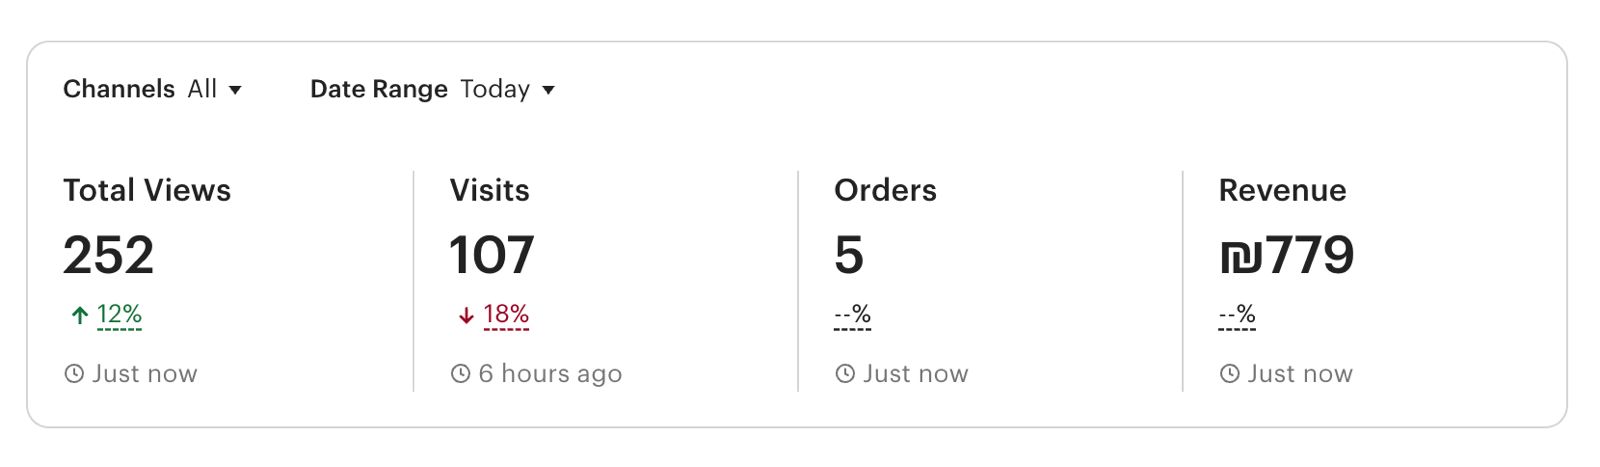 Channels All ▼ Date Range Today ▼
Total Views
252
↑ 12%
Just now
Visits
107
↓ 18%
6 hours ago
Orders
5
--%
Just now
Revenue
₪779
--%
Just now